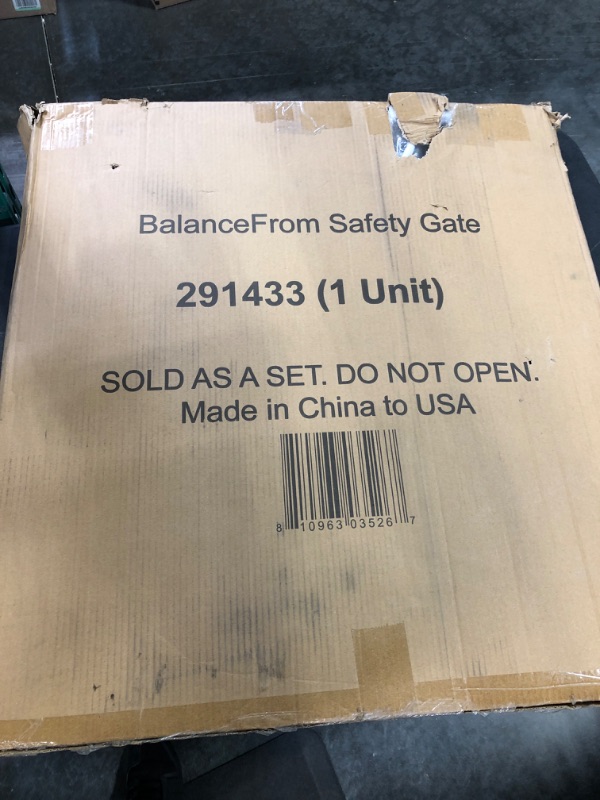 BalanceFrom Safety Gate
291433 (1 Unit)
SOLD AS A SET. DO NOT OPEN.
Made in China to USA
8 10963 03526 7